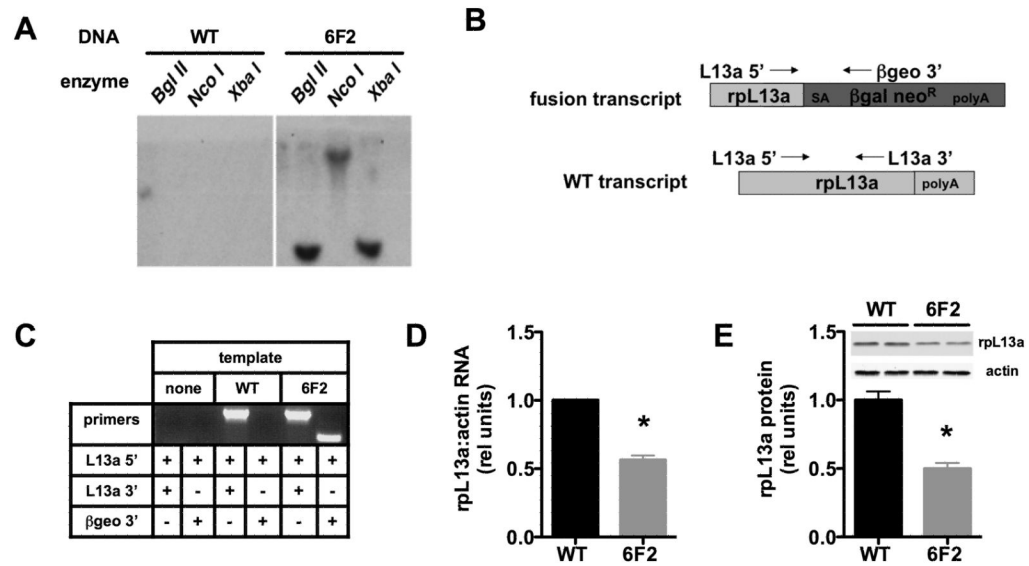 A
DNA WT 6F2
enzyme Bgl II Nco I Xba I Bgl II Nco I Xba I
B
L13a 5’ βgeo 3’
fusion transcript rpL13a SA βgal neoᴿ polyA
L13a 5’ L13a 3’
WT transcript rpL13a polyA
C
template
none WT 6F2
primers
L13a 5’ + + + + + +
L13a 3’ + - + - + -
βgeo 3’ - + - + - +
D
rpL13a:actin RNA
(rel units)
1.5
1.0
0.5
0.0
*
WT 6F2
E
WT 6F2
rpL13a
actin
rpL13a protein
(rel units)
1.5
1.0
0.5
0.0
*
WT 6F2